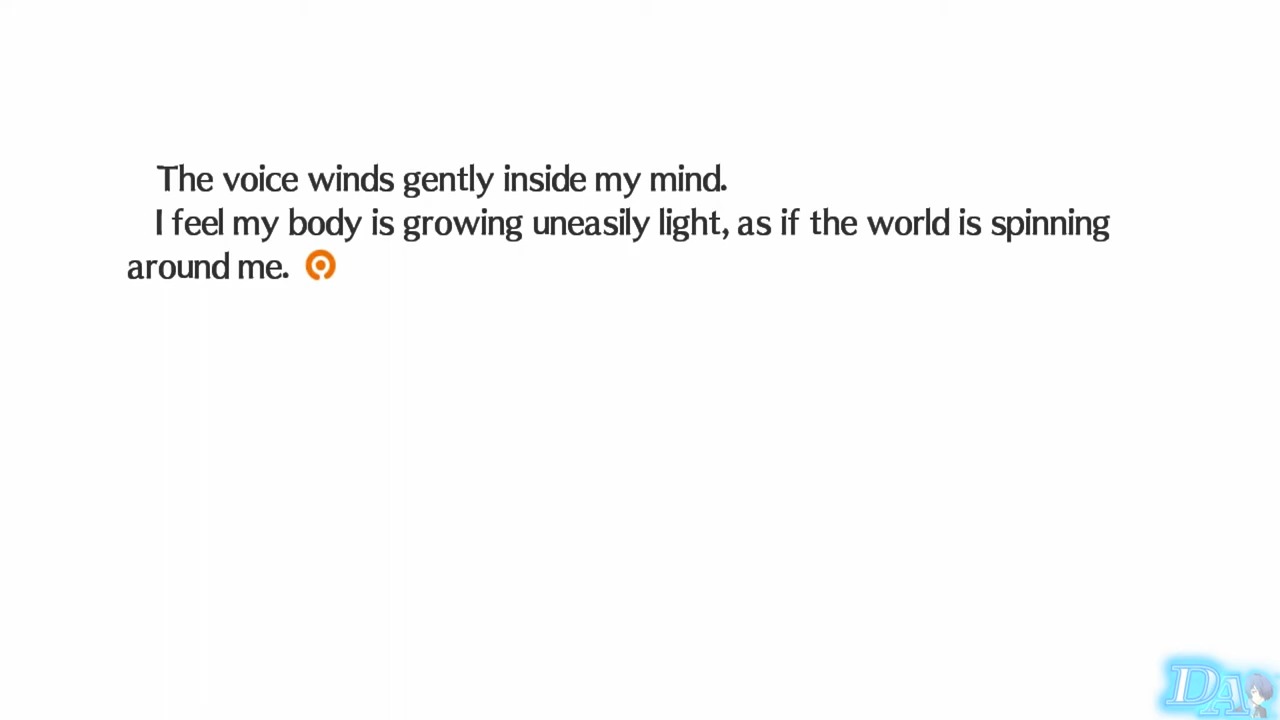 The voice winds gently inside my mind.
I feel my body is growing uneasily light, as if the world is spinning
around me.
DA